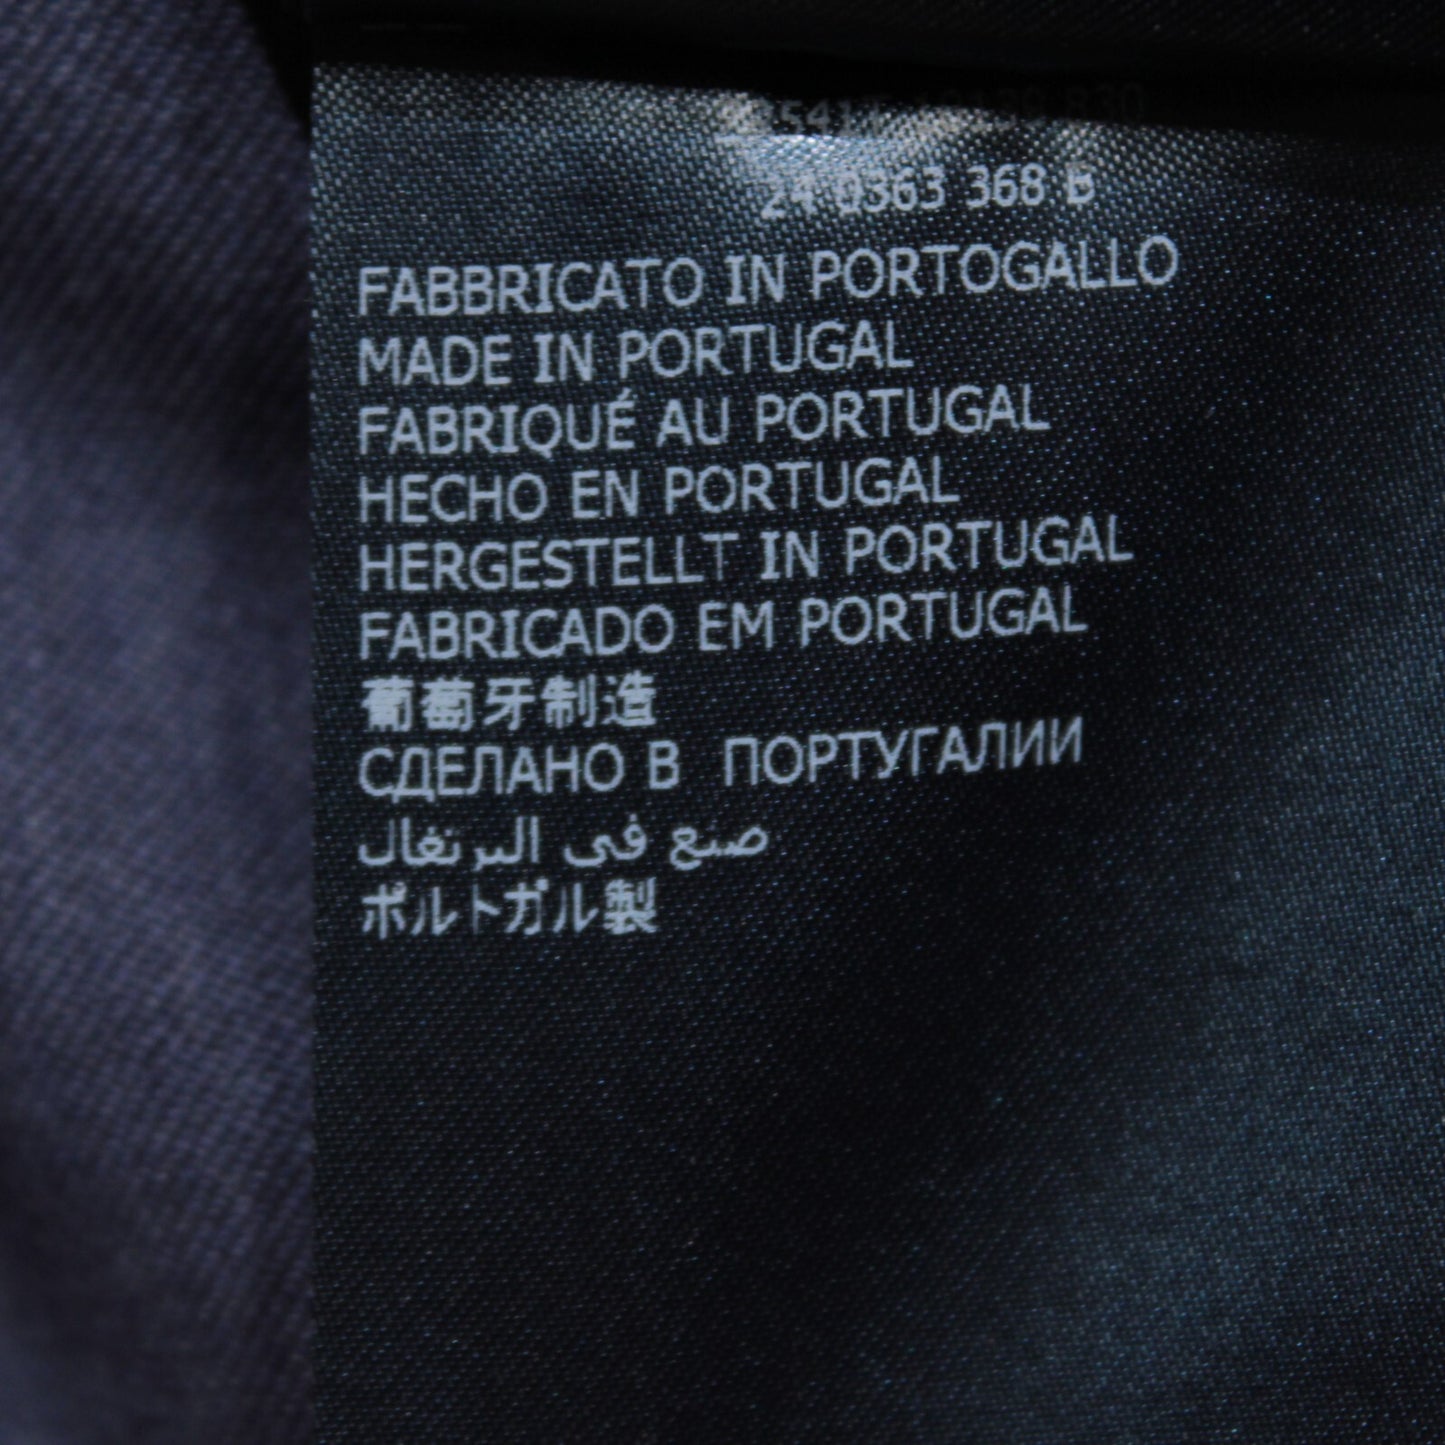 24 0363 368 B
FABBRICATO IN PORTOGALLO
MADE IN PORTUGAL
FABRIQUÉ AU PORTUGAL
HECHO EN PORTUGAL
HERGESTELLT IN PORTUGAL
FABRICADO EM PORTUGAL
葡萄牙制造
СДЕЛАНО В ПОРТУГАЛИИ
صنع في البرتغال
ポルトガル製